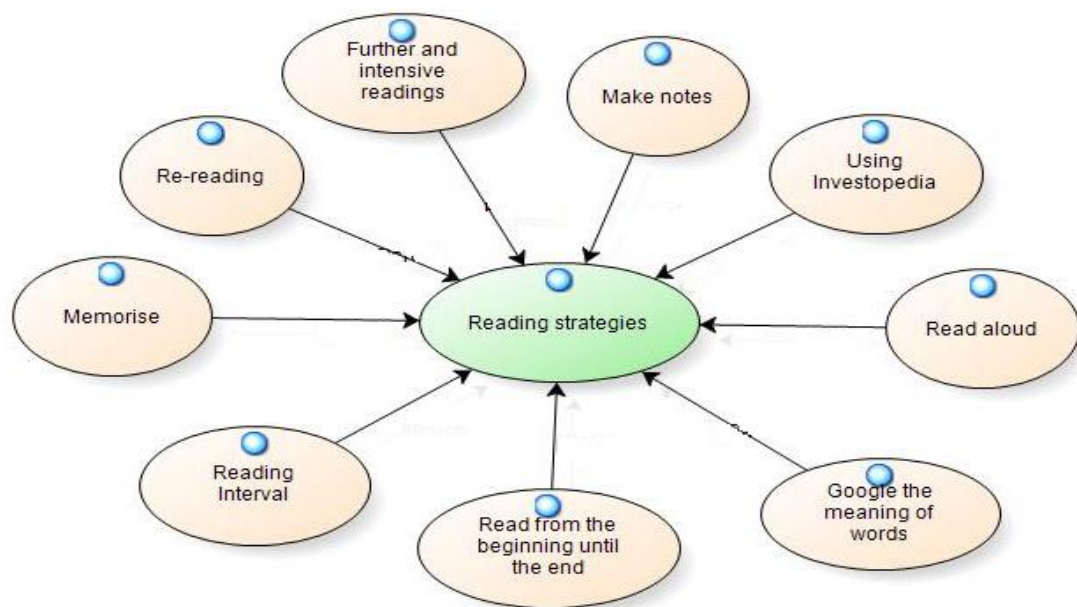 Further and
intensive
readings
Make notes
Re-reading
Using
Investopedia
Memorise
Reading strategies
Read aloud
Reading
Interval
Read from the
beginning until
the end
Google the
meaning of
words